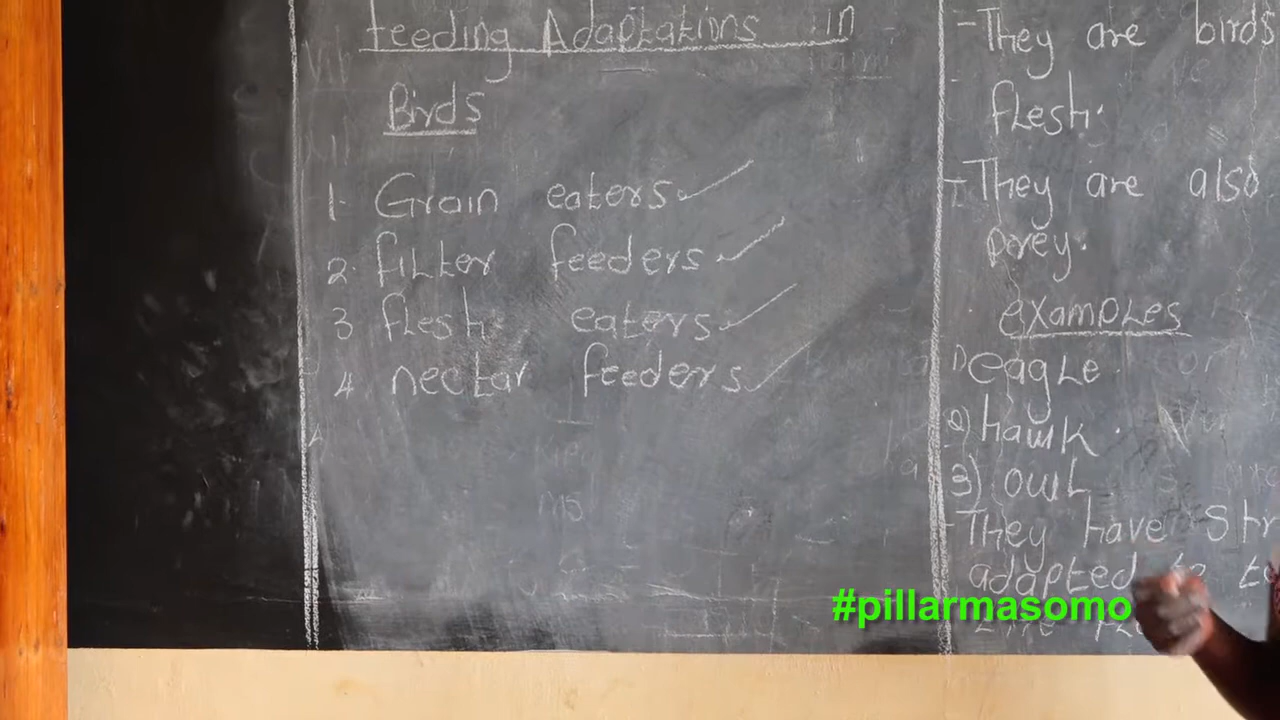 Feeding Adaptations in
Birds
1. Grain eaters
2. filter feeders
3 flesh eaters
4 nectar feeders
- They are birds
flesh.
- They are also
prey.
examples
1) eagle
2) hawk.
3) owl
- They have
adapted to
#pillarmasomo